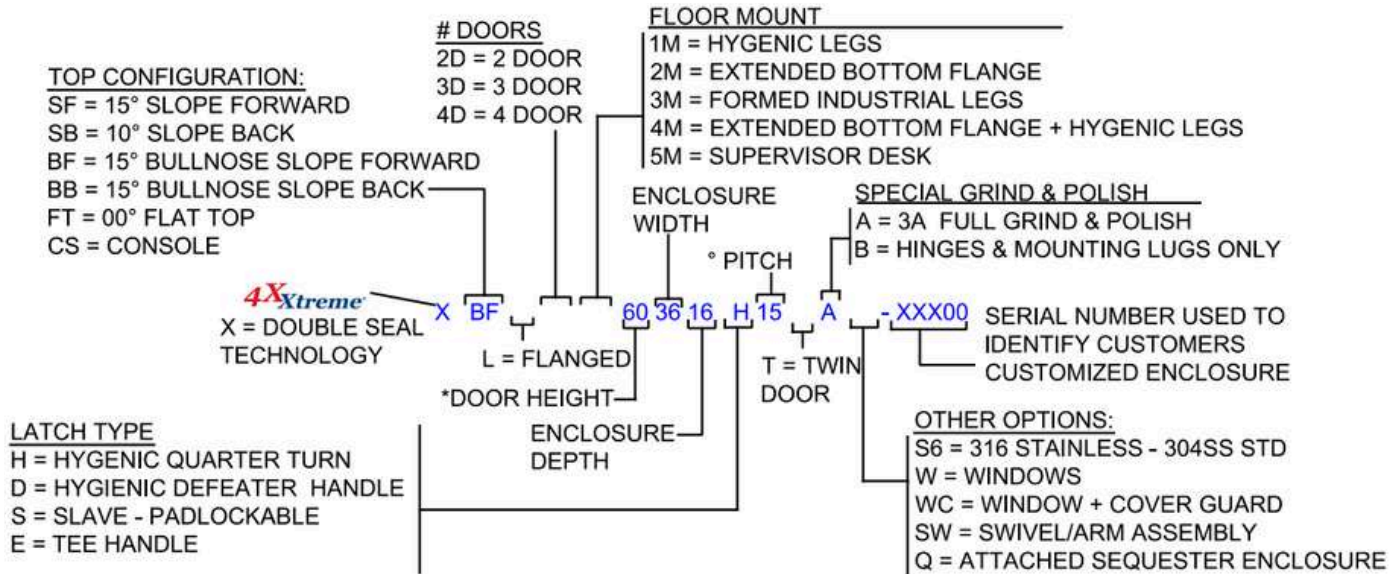 TOP CONFIGURATION:
SF = 15° SLOPE FORWARD
SB = 10° SLOPE BACK
BF = 15° BULLNOSE SLOPE FORWARD
BB = 15° BULLNOSE SLOPE BACK
FT = 00° FLAT TOP
CS = CONSOLE
# DOORS
2D = 2 DOOR
3D = 3 DOOR
4D = 4 DOOR
FLOOR MOUNT
1M = HYGENIC LEGS
2M = EXTENDED BOTTOM FLANGE
3M = FORMED INDUSTRIAL LEGS
4M = EXTENDED BOTTOM FLANGE + HYGENIC LEGS
5M = SUPERVISOR DESK
ENCLOSURE
WIDTH
° PITCH
SPECIAL GRIND & POLISH
A = 3A FULL GRIND & POLISH
B = HINGES & MOUNTING LUGS ONLY
4X Xtreme
X = DOUBLE SEAL
TECHNOLOGY
X BF 60 36 16 H 15 A - XXX00
L = FLANGED
*DOOR HEIGHT
ENCLOSURE
DEPTH
T = TWIN
DOOR
SERIAL NUMBER USED TO
IDENTIFY CUSTOMERS
CUSTOMIZED ENCLOSURE
LATCH TYPE
H = HYGENIC QUARTER TURN
D = HYGIENIC DEFEATER HANDLE
S = SLAVE - PADLOCKABLE
E = TEE HANDLE
OTHER OPTIONS:
S6 = 316 STAINLESS - 304SS STD
W = WINDOWS
WC = WINDOW + COVER GUARD
SW = SWIVEL/ARM ASSEMBLY
Q = ATTACHED SEQUESTER ENCLOSURE